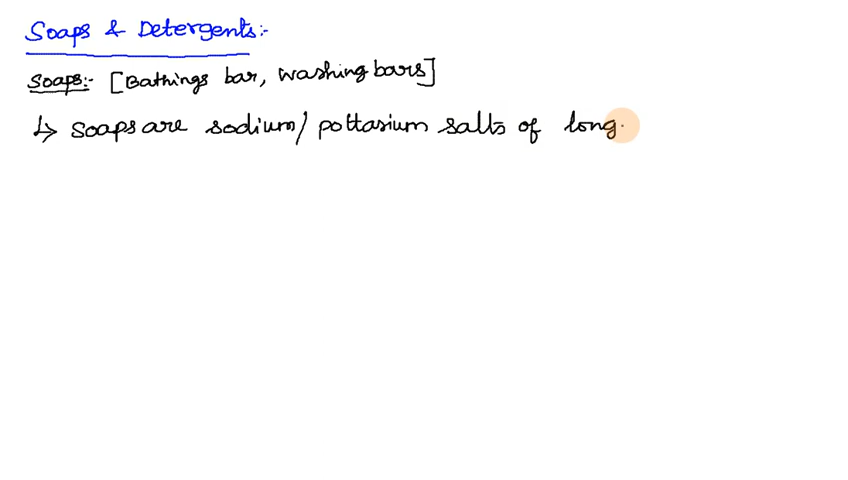 Soaps & Detergents:-
Soaps:- [Bathings bar, Washing bars]
↳ Soaps are sodium/pottasium salts of long.